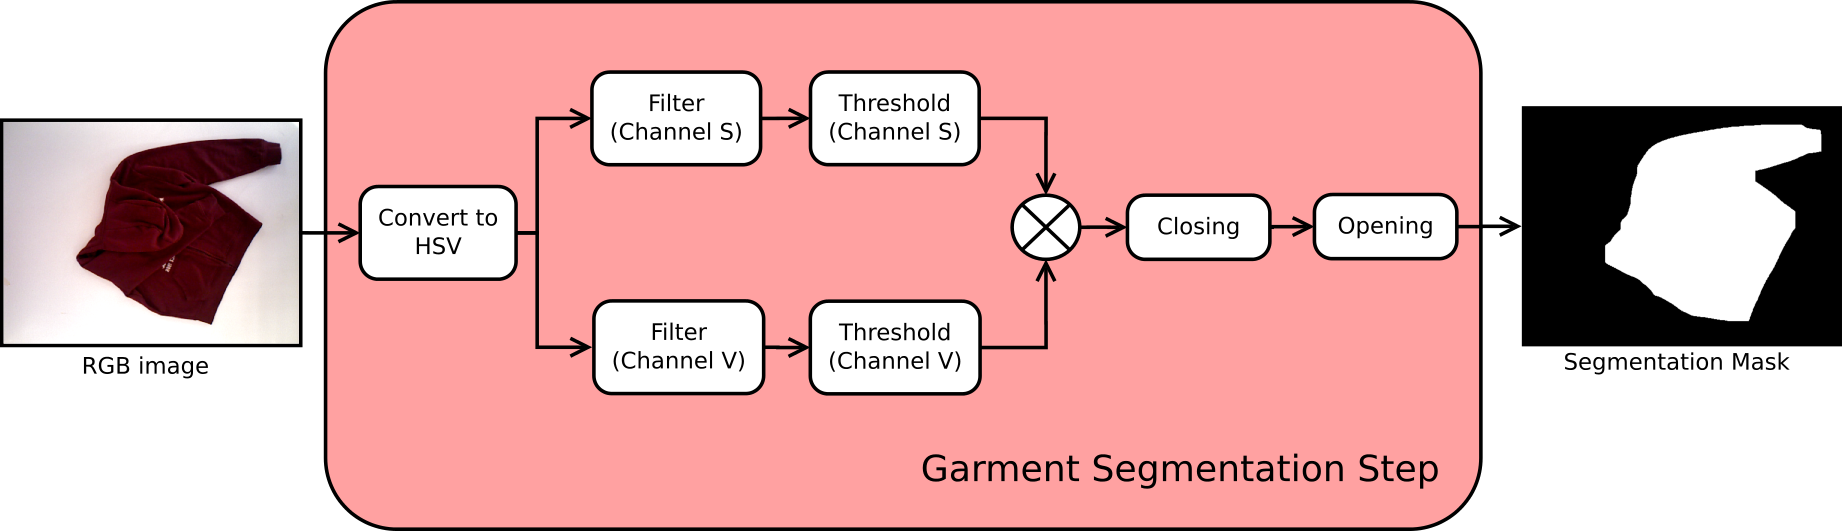 RGB image
Convert to
HSV
Filter
(Channel S)
Threshold
(Channel S)
Filter
(Channel V)
Threshold
(Channel V)
Closing
Opening
Garment Segmentation Step
Segmentation Mask